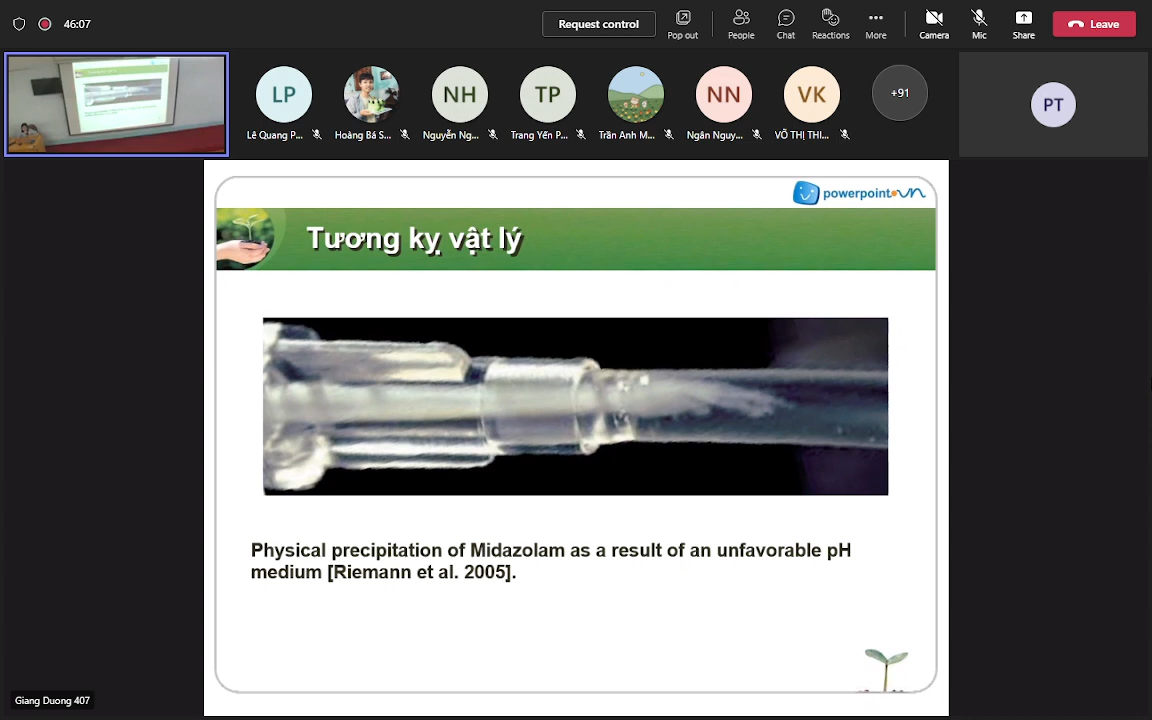 46:07
Request control
Pop out
People
Chat
Reactions
More
Camera
Mic
Share
Leave
LP
NH
TP
NN
VK
+91
PT
Lê Quang P...
Hoàng Bá S...
Nguyễn Ng...
Trang Yến P...
Trần Anh M...
Ngân Nguy...
VÕ THỊ THI...
powerpoint
Tương kỵ vật lý
Physical precipitation of Midazolam as a result of an unfavorable pH
medium [Riemann et al. 2005].
Giang Duong 407